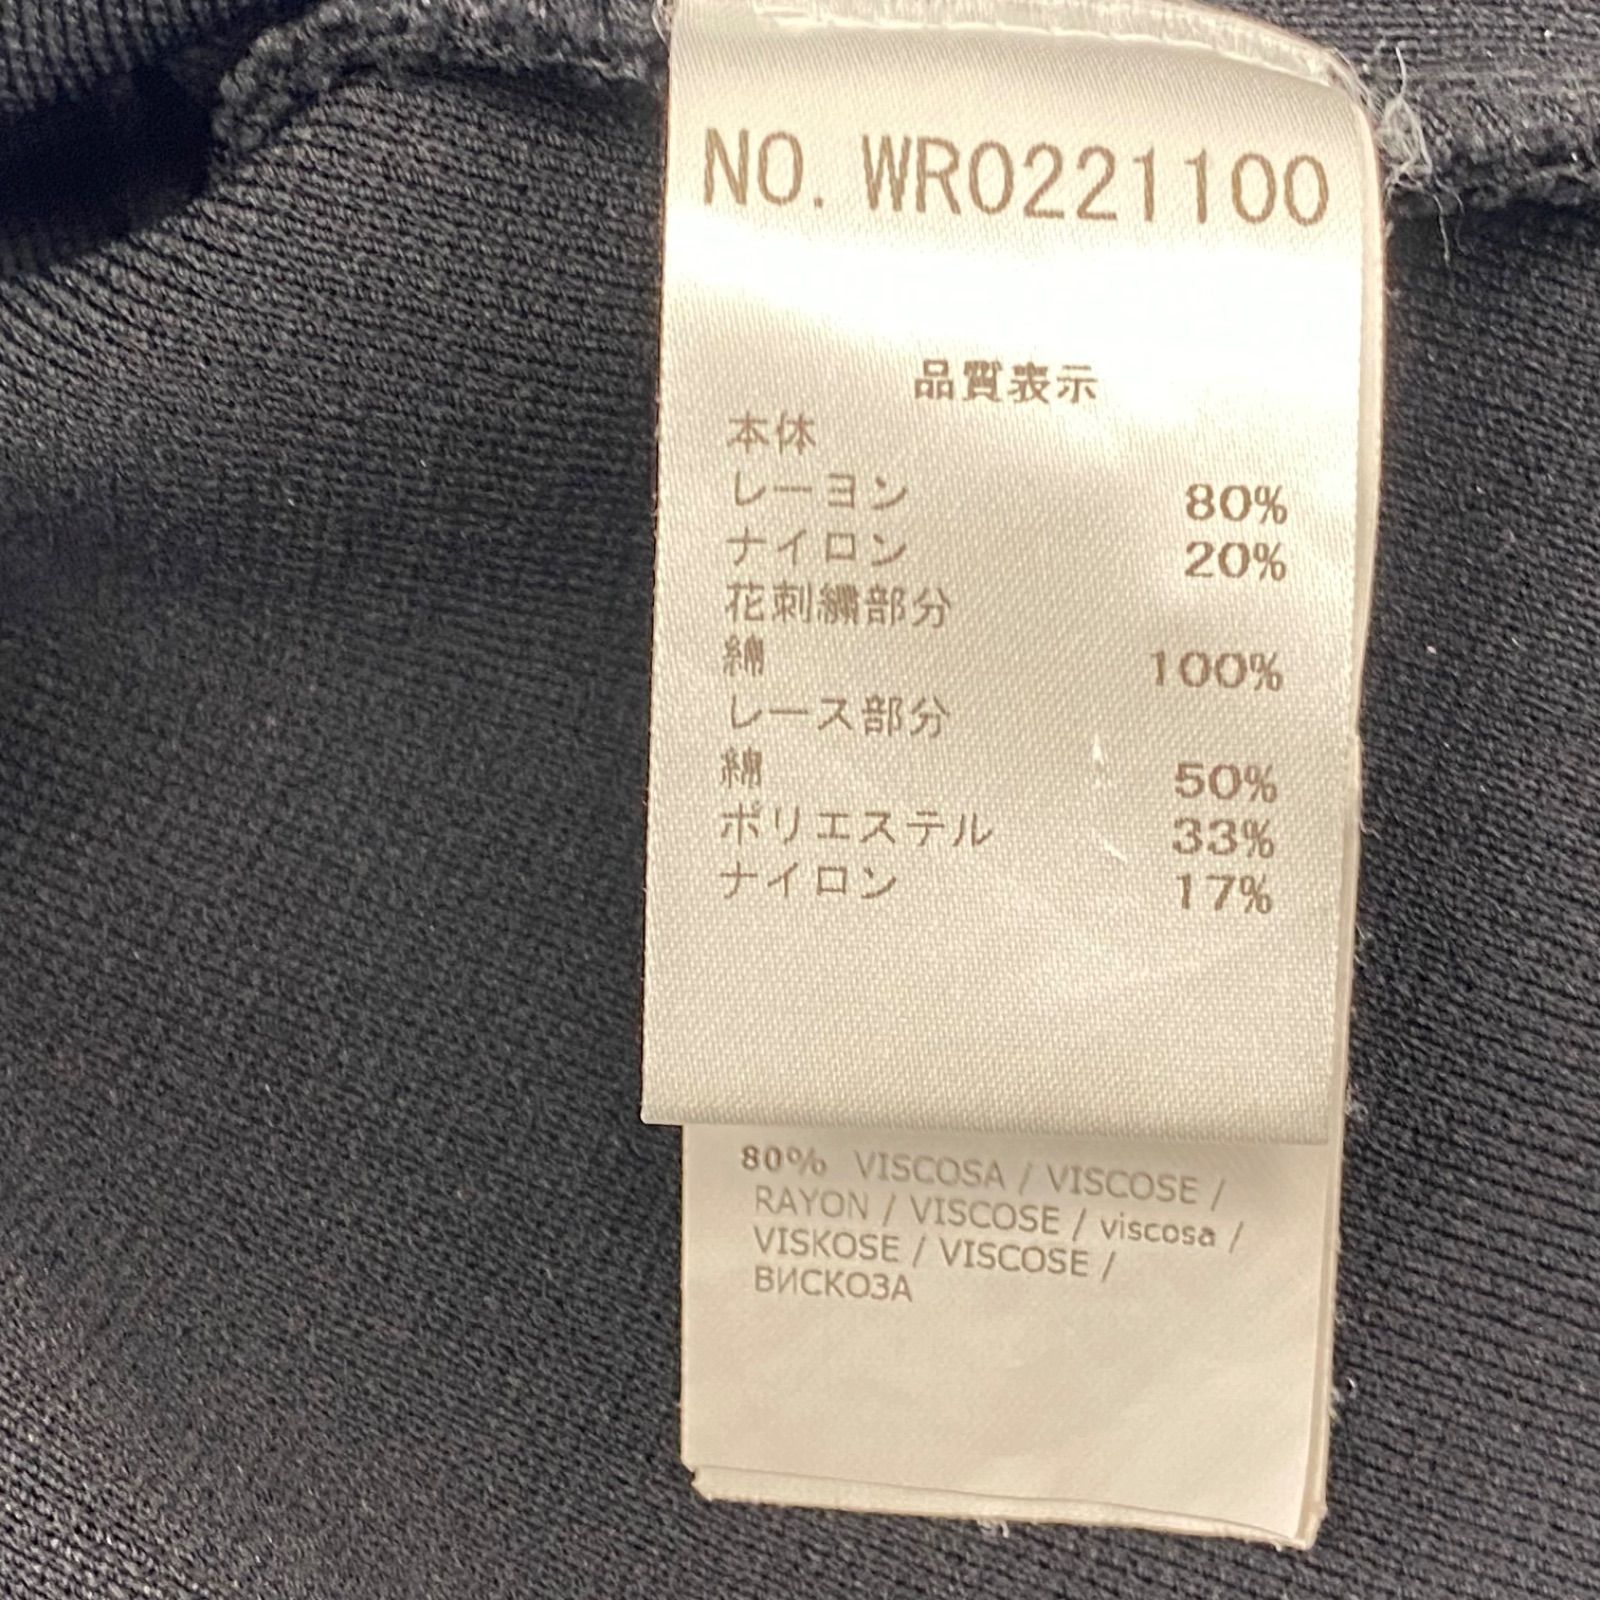 NO. WR0221100
品質表示
本体
レーヨン 80%
ナイロン 20%
花刺繍部分
綿 100%
レース部分
綿 50%
ポリエステル 33%
ナイロン 17%
80% VISCOSA / VISCOSE /
RAYON / VISCOSE / viscosa /
VISKOSE / VISCOSE /
ВИСКОЗА